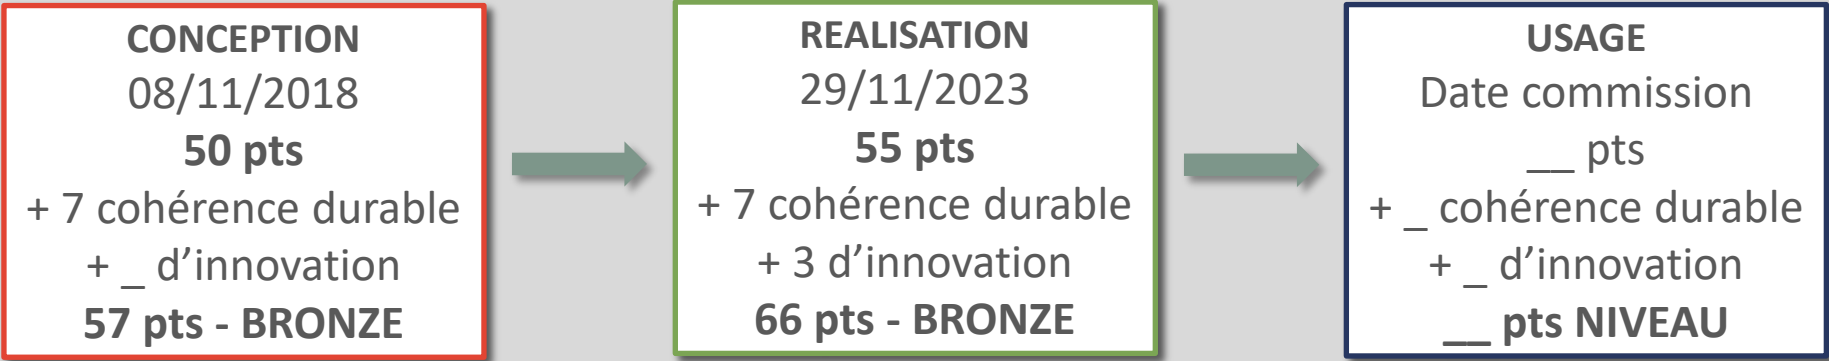 CONCEPTION
08/11/2018
50 pts
+ 7 cohérence durable
+ _ d’innovation
57 pts - BRONZE
REALISATION
29/11/2023
55 pts
+ 7 cohérence durable
+ 3 d’innovation
66 pts - BRONZE
USAGE
Date commission
__ pts
+ _ cohérence durable
+ _ d’innovation
__ pts NIVEAU